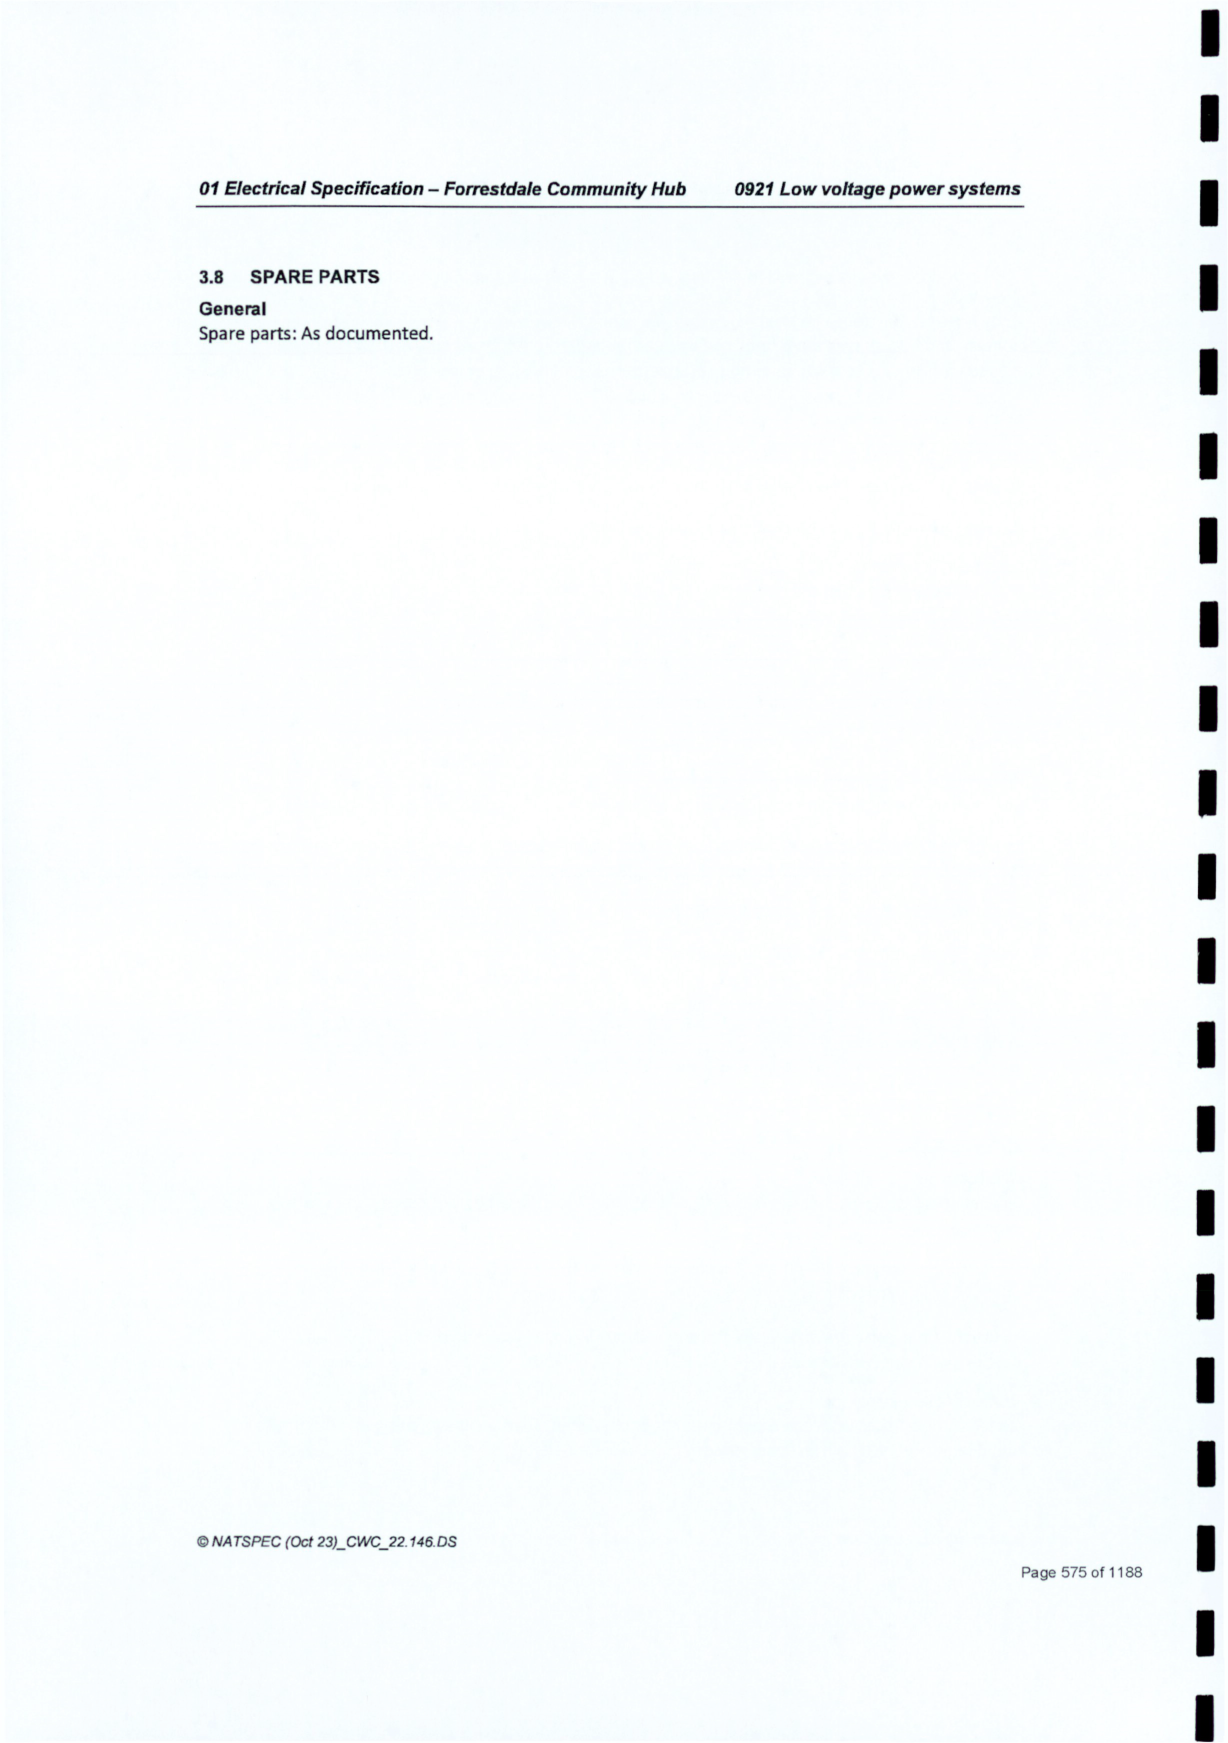 01 Electrical Specification – Forrestdale Community Hub 0921 Low voltage power systems
3.8 SPARE PARTS
General
Spare parts: As documented.
© NATSPEC (Oct 23)_CWC_22.146.DS
Page 575 of 1188